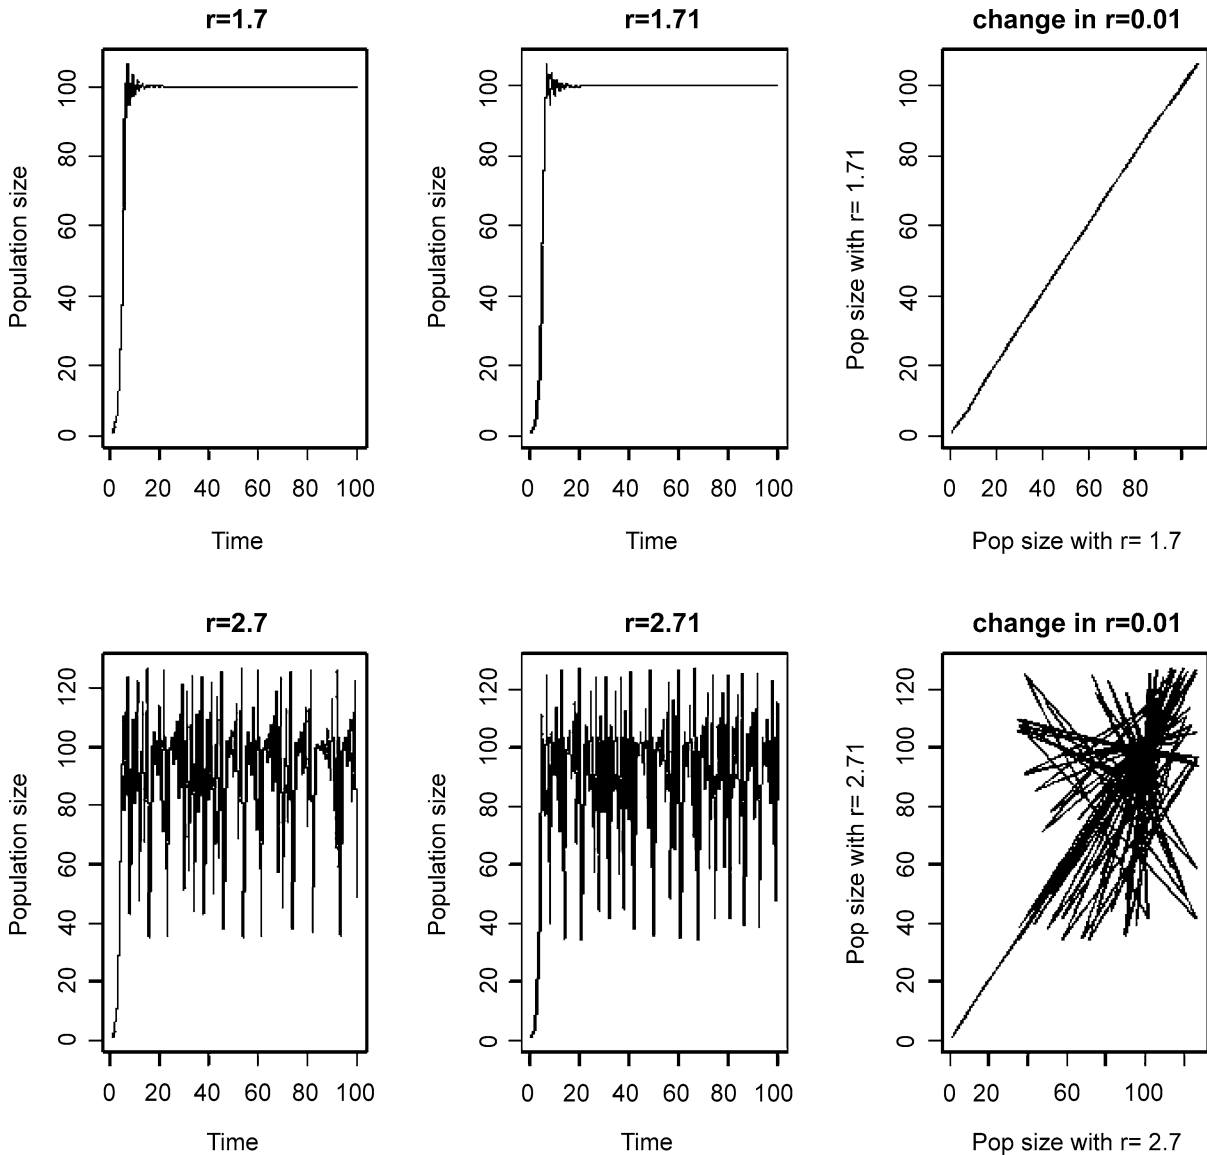 r=1.7
r=1.71
change in r=0.01
Population size
0 20 40 60 80 100
0 20 40 60 80 100
Time
Population size
0 20 40 60 80 100
0 20 40 60 80 100
Time
Pop size with r= 1.71
0 20 40 60 80 100
0 20 40 60 80
Pop size with r= 1.7
r=2.7
r=2.71
change in r=0.01
Population size
0 20 40 60 80 100 120
0 20 40 60 80 100
Time
Population size
0 20 40 60 80 100 120
0 20 40 60 80 100
Time
Pop size with r= 2.71
0 20 40 60 80 100 120
0 20 60 100
Pop size with r= 2.7